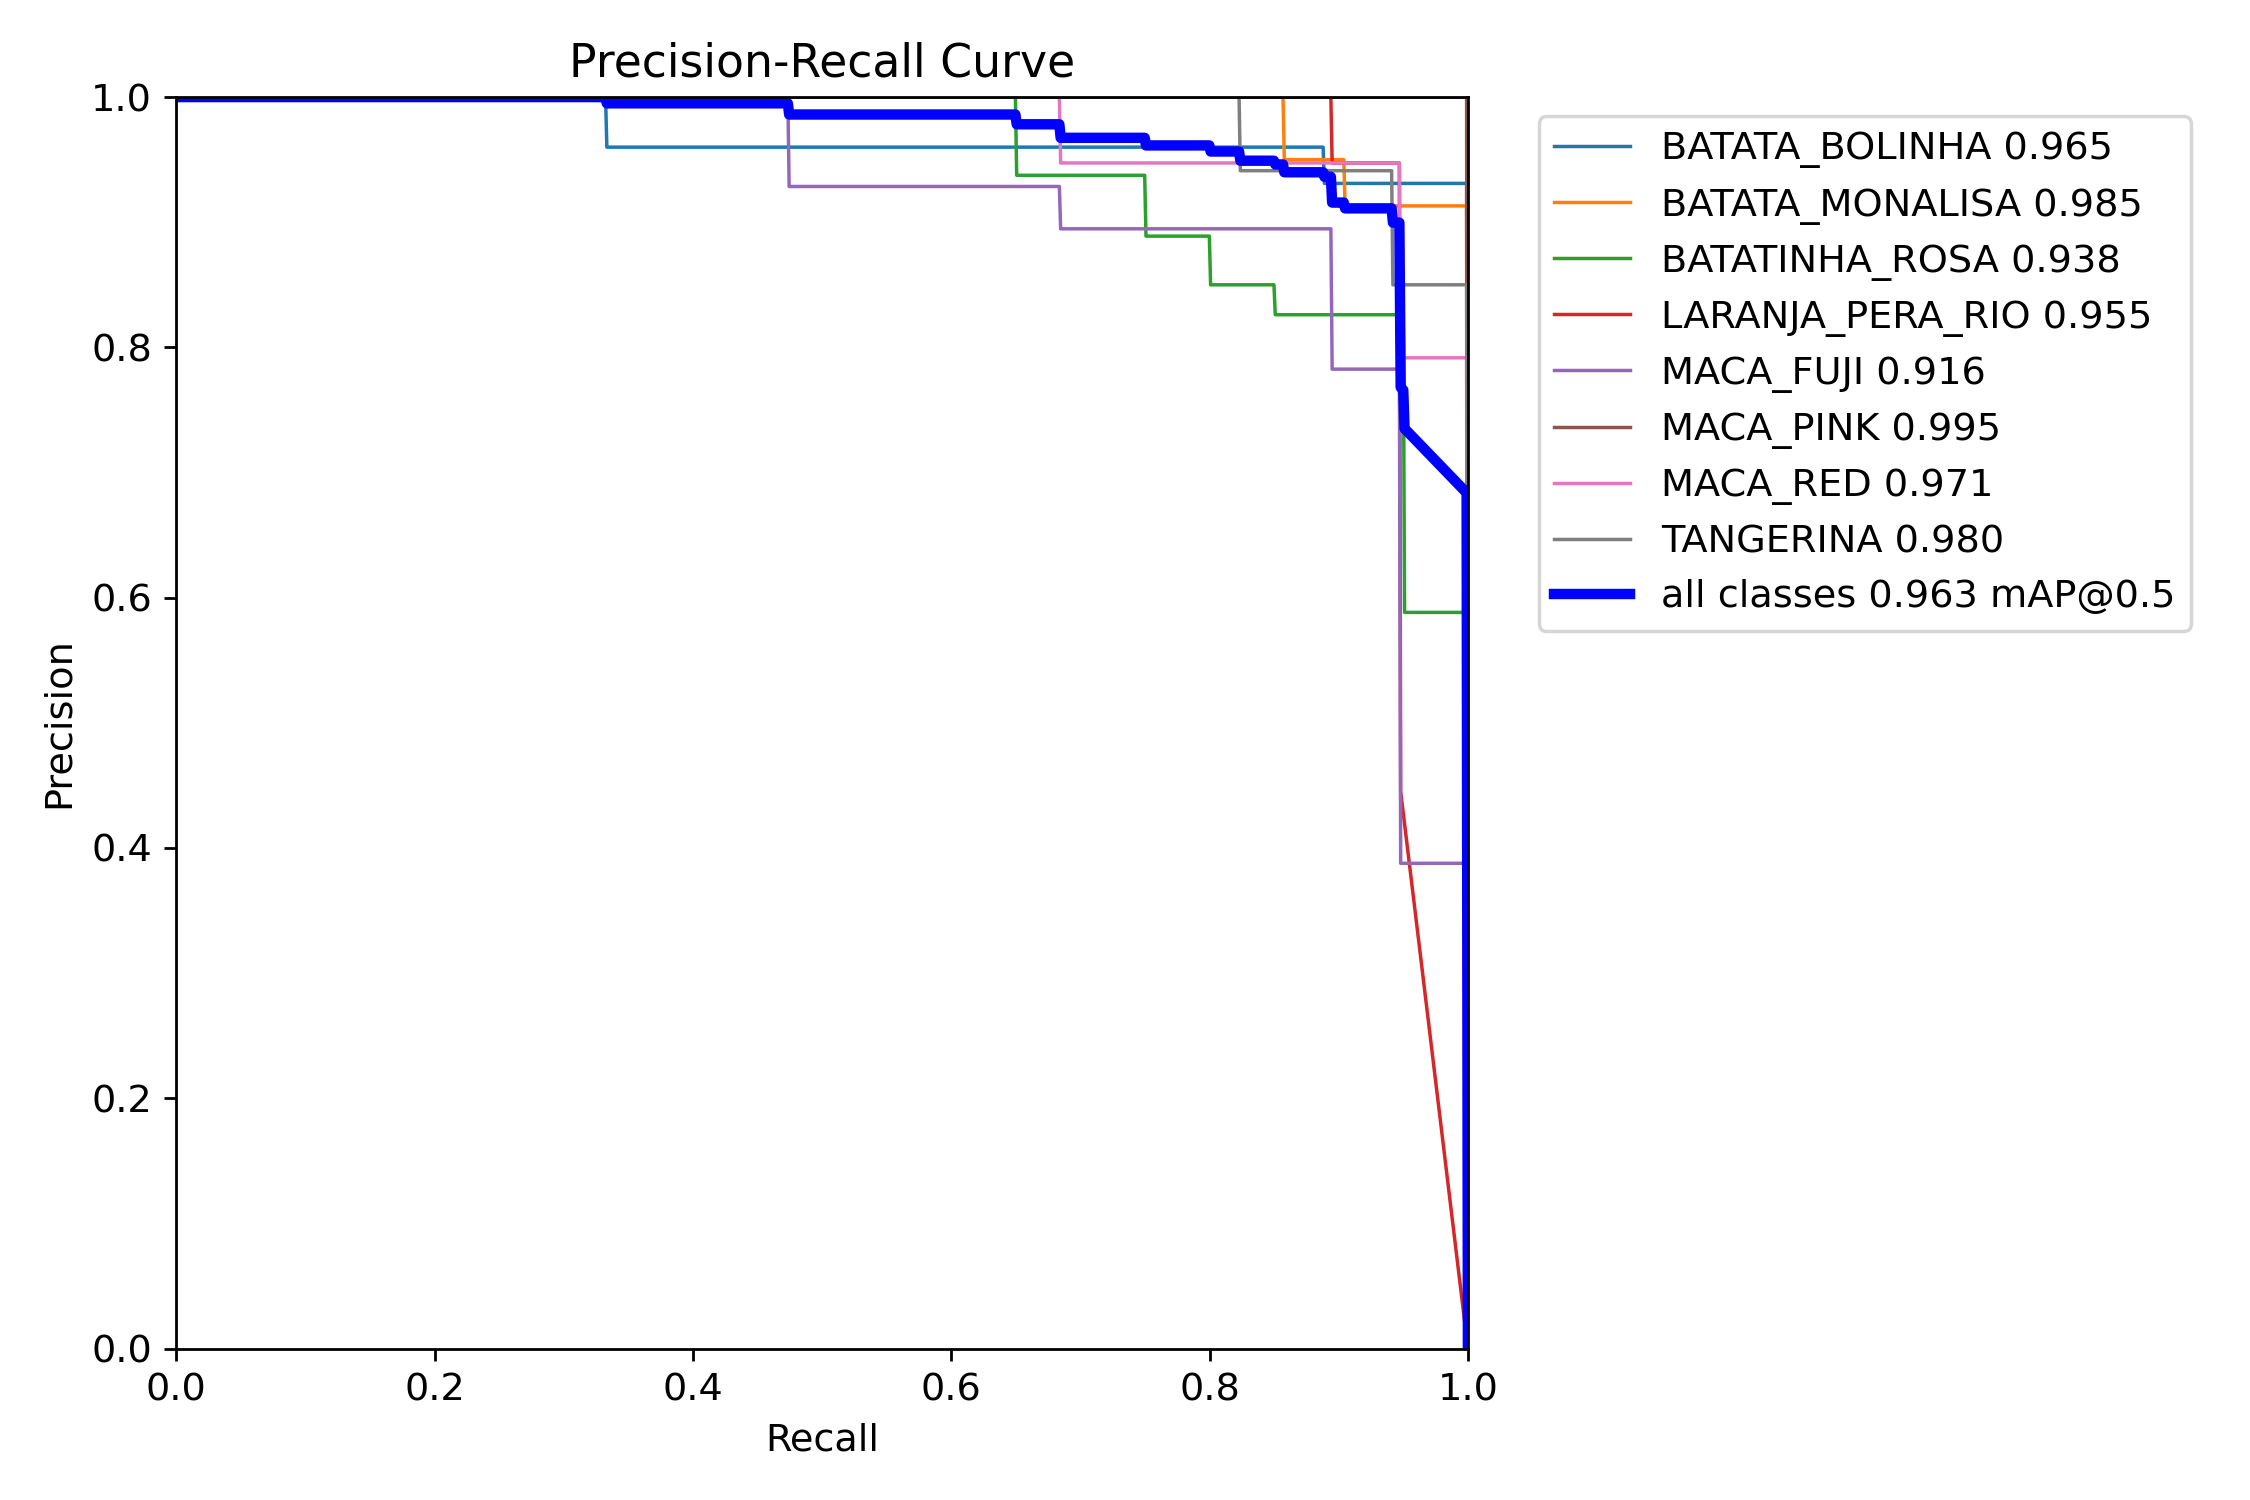 Precision-Recall Curve
1.0
0.8
0.6
0.4
0.2
0.0
Precision
0.0 0.2 0.4 0.6 0.8 1.0
Recall
BATATA_BOLINHA 0.965
BATATA_MONALISA 0.985
BATATINHA_ROSA 0.938
LARANJA_PERA_RIO 0.955
MACA_FUJI 0.916
MACA_PINK 0.995
MACA_RED 0.971
TANGERINA 0.980
all classes 0.963 mAP@0.5